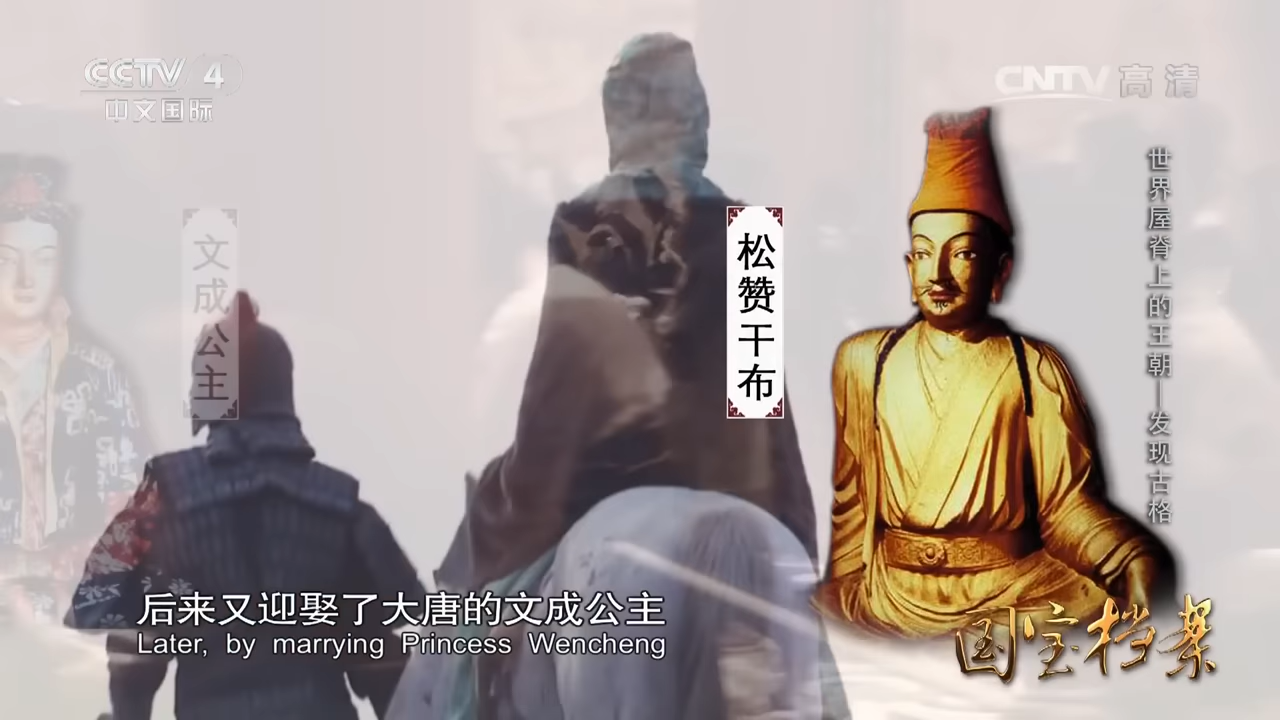 CCTV 4
中文国际
CNTV 高清
世界屋脊上的王朝—发现古格
松赞干布
文成公主
后来又迎娶了大唐的文成公主
Later, by marrying Princess Wencheng
国宝档案